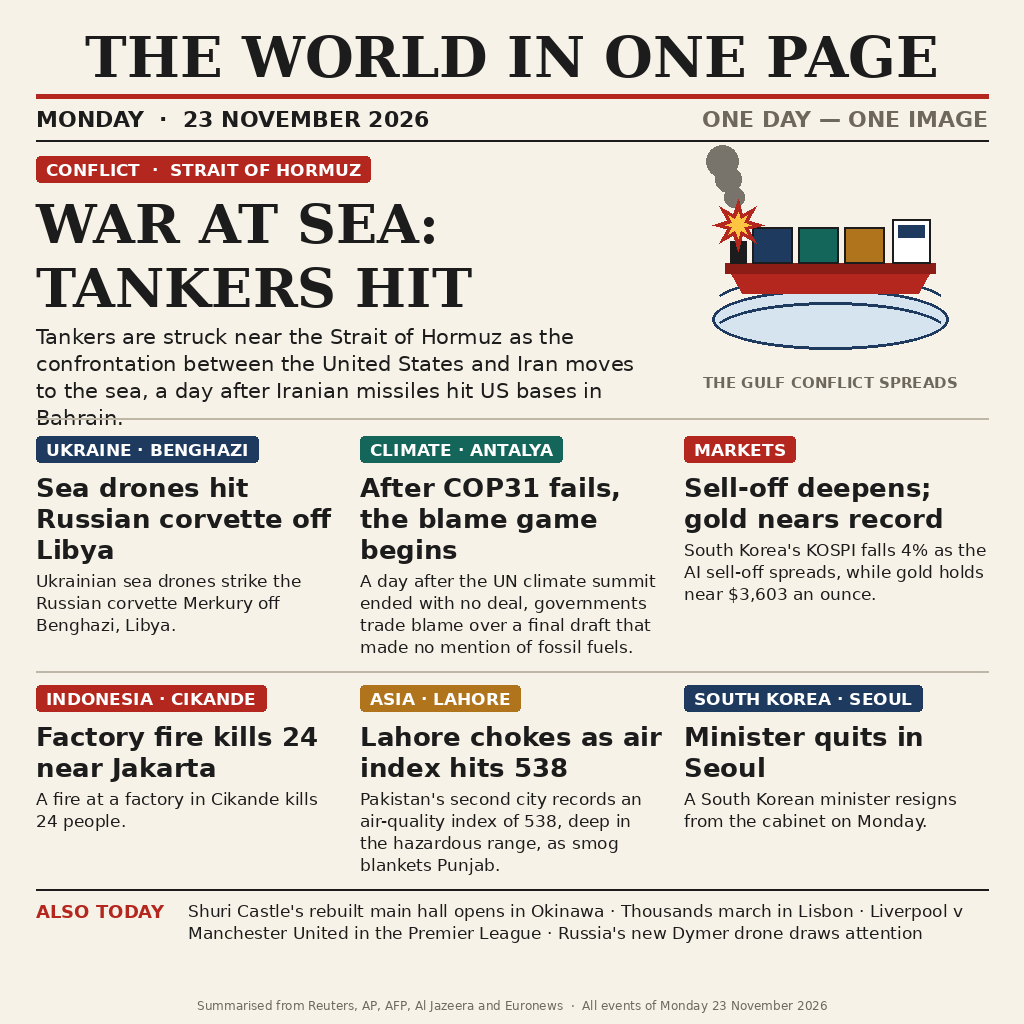 THE WORLD IN ONE PAGE
MONDAY · 23 NOVEMBER 2026
ONE DAY — ONE IMAGE
CONFLICT · STRAIT OF HORMUZ
WAR AT SEA:
TANKERS HIT
Tankers are struck near the Strait of Hormuz as the
confrontation between the United States and Iran moves
to the sea, a day after Iranian missiles hit US bases in
Bahrain.
THE GULF CONFLICT SPREADS
UKRAINE · BENGHAZI
Sea drones hit
Russian corvette off
Libya
Ukrainian sea drones strike the
Russian corvette Merkury off
Benghazi, Libya.
CLIMATE · ANTALYA
After COP31 fails,
the blame game
begins
A day after the UN climate summit
ended with no deal, governments
trade blame over a final draft that
made no mention of fossil fuels.
MARKETS
Sell-off deepens;
gold nears record
South Korea's KOSPI falls 4% as the
AI sell-off spreads, while gold holds
near $3,603 an ounce.
INDONESIA · CIKANDE
Factory fire kills 24
near Jakarta
A fire at a factory in Cikande kills
24 people.
ASIA · LAHORE
Lahore chokes as air
index hits 538
Pakistan's second city records an
air-quality index of 538, deep in
the hazardous range, as smog
blankets Punjab.
SOUTH KOREA · SEOUL
Minister quits in
Seoul
A South Korean minister resigns
from the cabinet on Monday.
ALSO TODAY
Shuri Castle's rebuilt main hall opens in Okinawa · Thousands march in Lisbon · Liverpool v
Manchester United in the Premier League · Russia's new Dymer drone draws attention
Summarised from Reuters, AP, AFP, Al Jazeera and Euronews · All events of Monday 23 November 2026